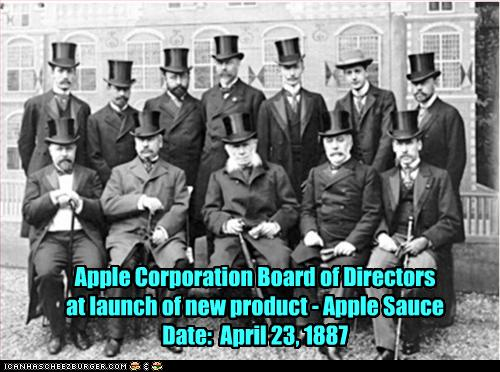 Apple Corporation Board of Directors
at launch of new product - Apple Sauce
Date: April 23, 1887
ICANHASCHEEZBURGER.COM